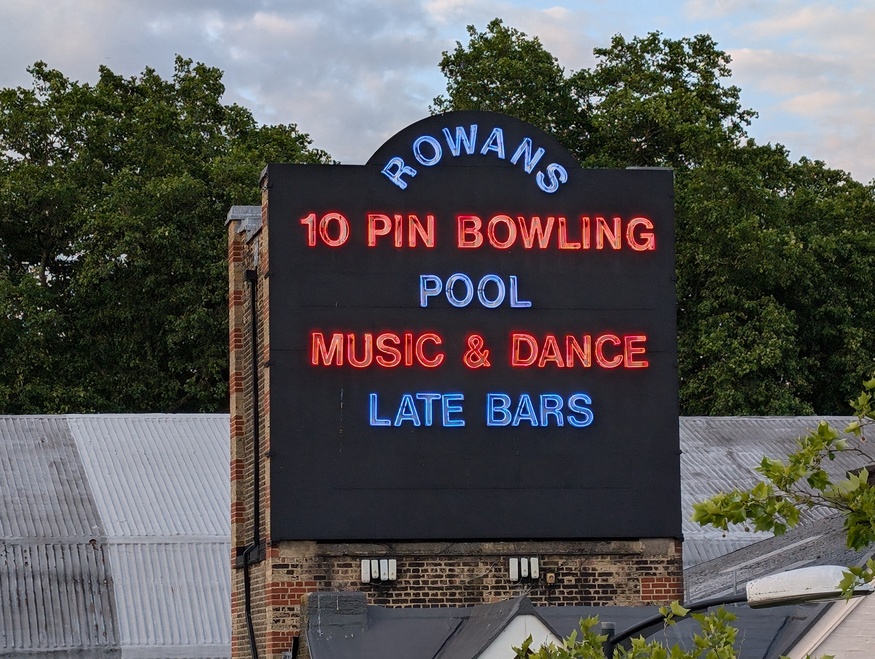 ROWANS
10 PIN BOWLING
POOL
MUSIC & DANCE
LATE BARS